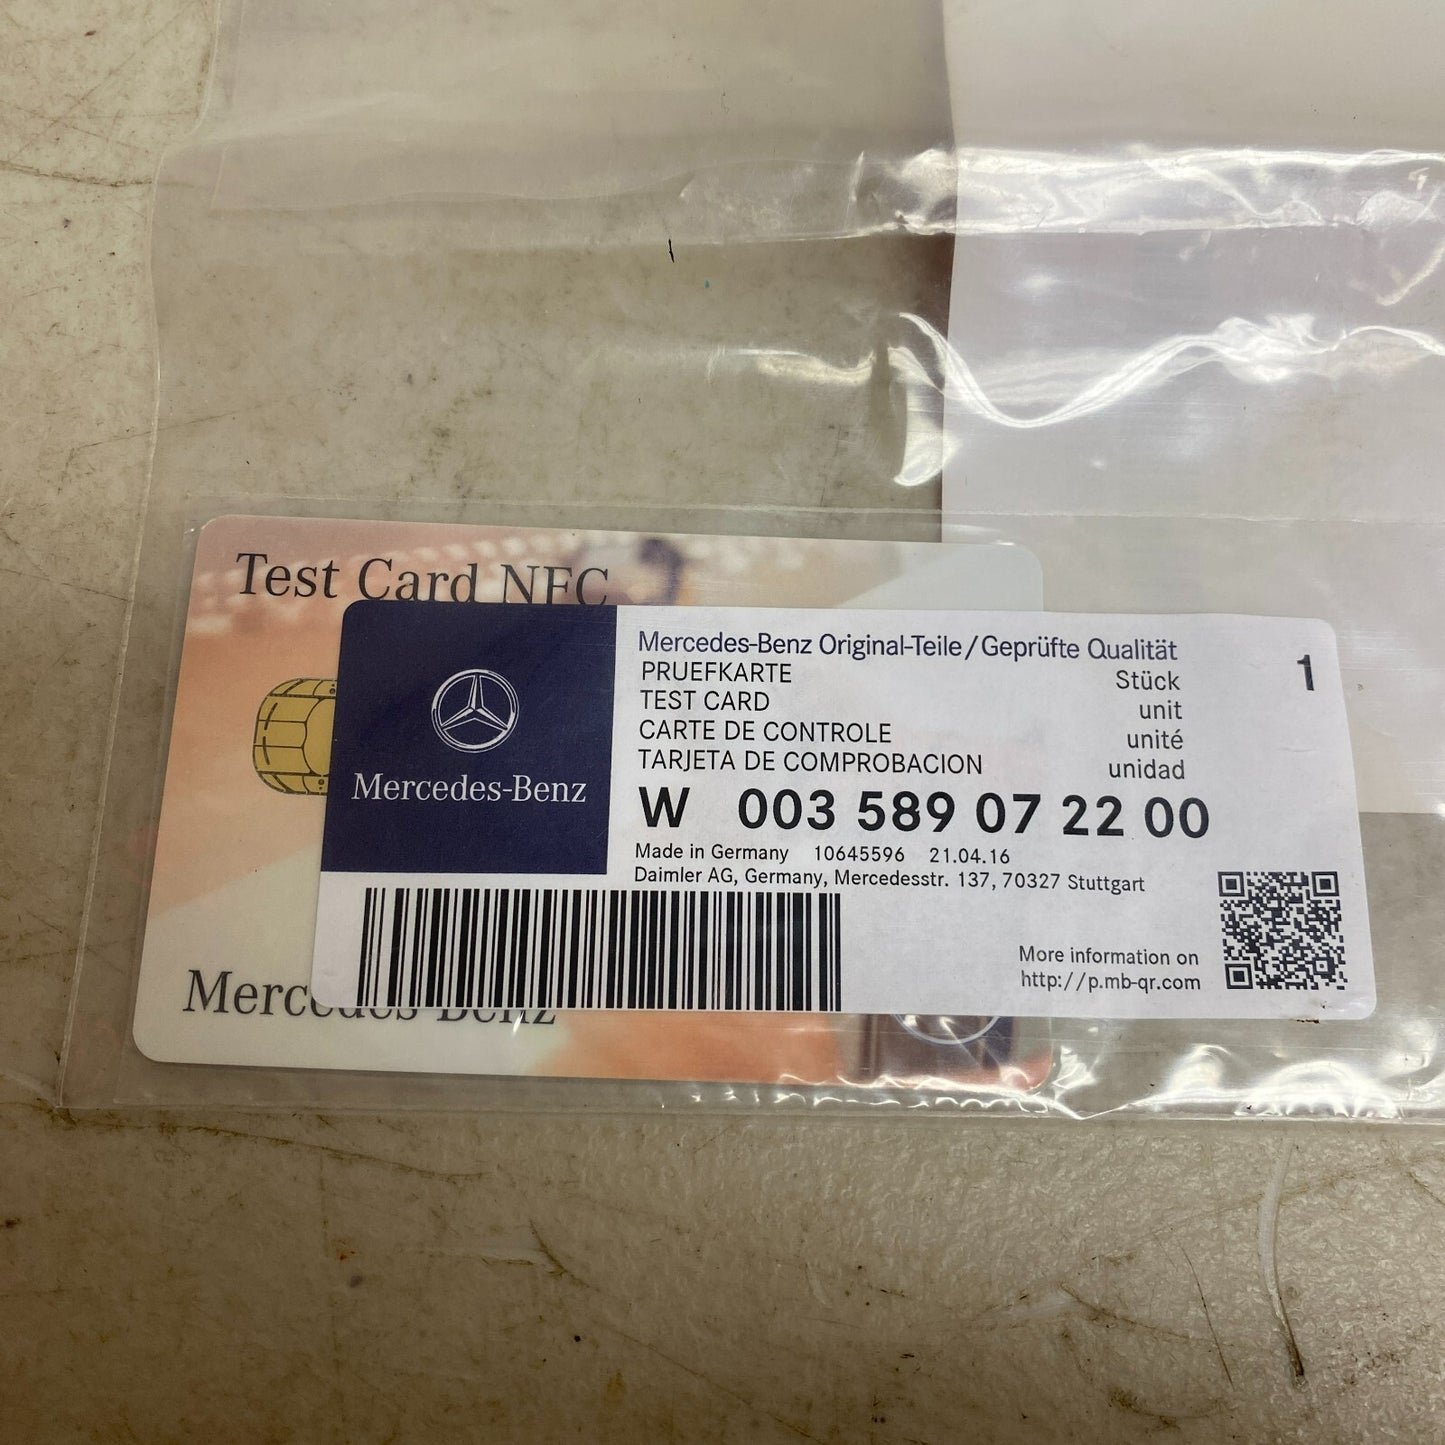 Test Card NFC
Mercedes-Benz
Mercedes-Benz Original-Teile/Geprüfte Qualität
PRUEFKARTE Stück 1
TEST CARD unit
CARTE DE CONTROLE unité
TARJETA DE COMPROBACION unidad
W 003 589 07 22 00
Made in Germany 10645596 21.04.16
Daimler AG, Germany, Mercedesstr. 137, 70327 Stuttgart
More information on
http://p.mb-qr.com
Mercedes-Benz